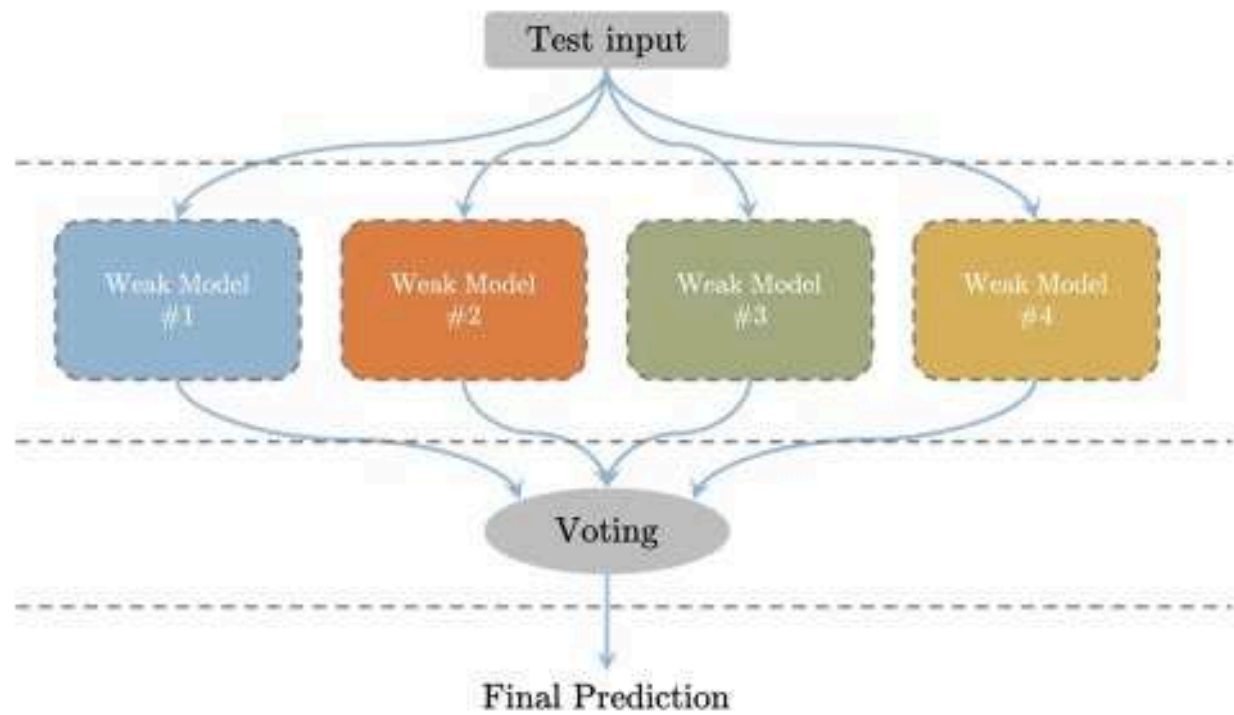 Test input
Weak Model
#1
Weak Model
#2
Weak Model
#3
Weak Model
#4
Voting
Final Prediction